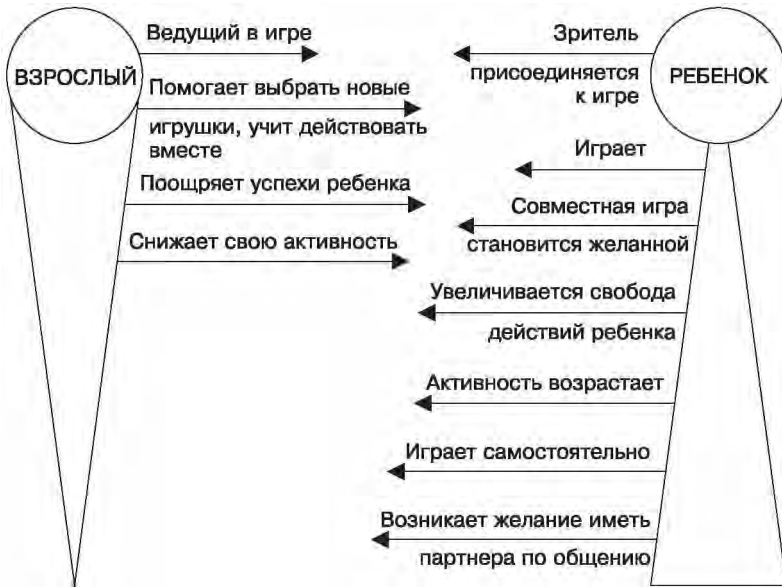 ВЗРОСЛЫЙ
Ведущий в игре
Помогает выбрать новые
игрушки, учит действовать
вместе
Поощряет успехи ребенка
Снижает свою активность
РЕБЕНОК
Зритель
присоединяется
к игре
Играет
Совместная игра
становится желанной
Увеличивается свобода
действий ребенка
Активность возрастает
Играет самостоятельно
Возникает желание иметь
партнера по общению